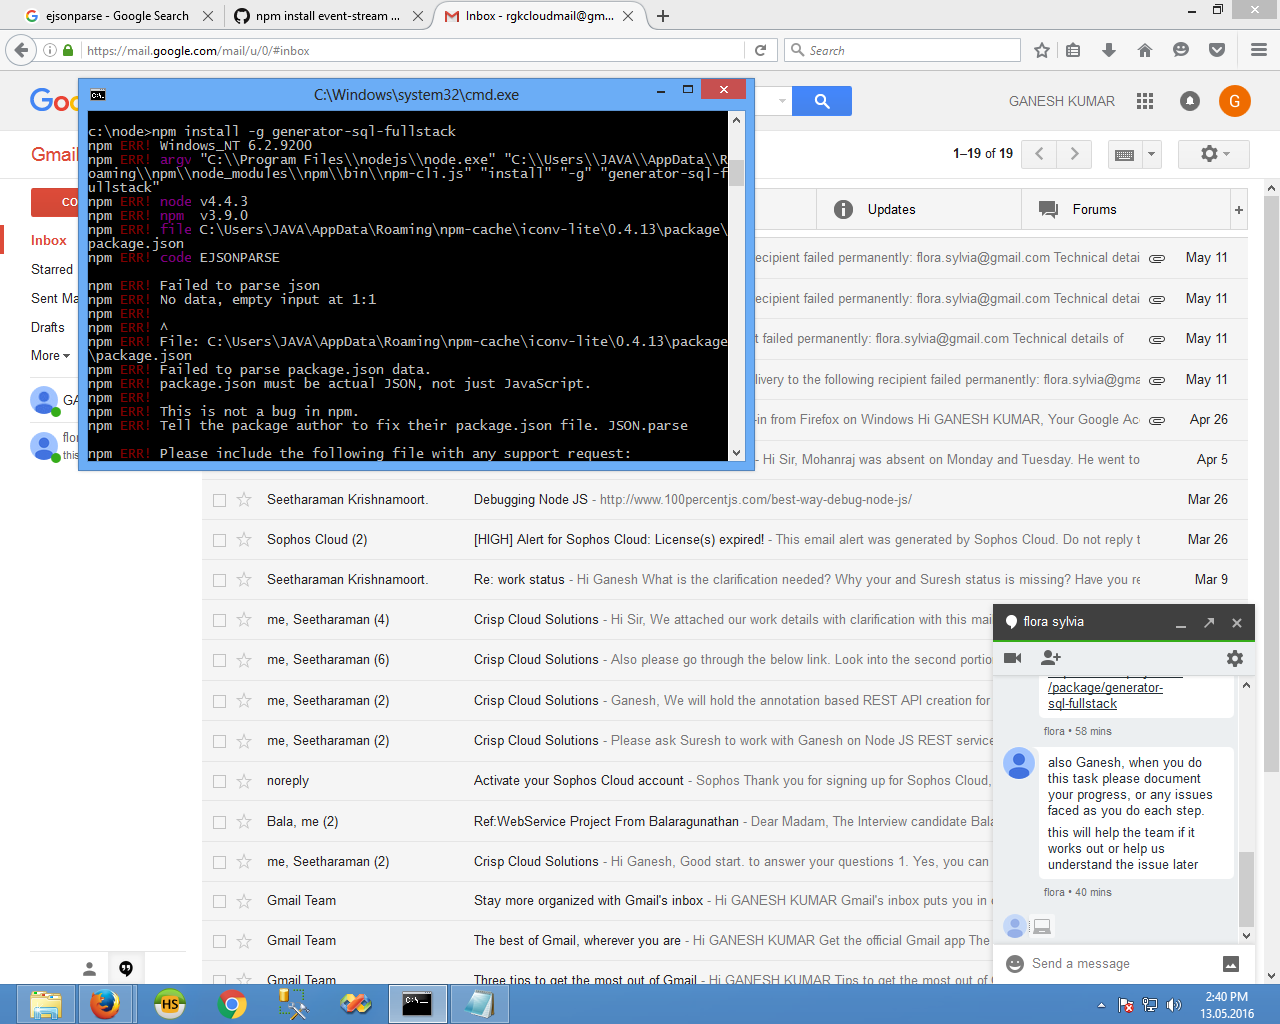 ejsonparse - Google Search
npm install event-stream ...
Inbox - rgkcloudmail@gm...
https://mail.google.com/mail/u/0/#inbox
Search
C:\Windows\system32\cmd.exe
GANESH KUMAR
G
c:\node>npm install -g generator-sql-fullstack
npm ERR! Windows_NT 6.2.9200
npm ERR! argv "C:\\Program Files\\nodejs\\node.exe" "C:\\Users\\JAVA\\AppData\\R
oaming\\npm\\node_modules\\npm\\bin\\npm-cli.js" "install" "-g" "generator-sql-f
ullstack"
npm ERR! node v4.4.3
npm ERR! npm  v3.9.0
npm ERR! file C:\Users\JAVA\AppData\Roaming\npm-cache\iconv-lite\0.4.13\package\
package.json
npm ERR! code EJSONPARSE
npm ERR! Failed to parse json
npm ERR! No data, empty input at 1:1
npm ERR!
npm ERR! ^
npm ERR! File: C:\Users\JAVA\AppData\Roaming\npm-cache\iconv-lite\0.4.13\package
\package.json
npm ERR! Failed to parse package.json data.
npm ERR! package.json must be actual JSON, not just JavaScript.
npm ERR!
npm ERR! This is not a bug in npm.
npm ERR! Tell the package author to fix their package.json file. JSON.parse
npm ERR! Please include the following file with any support request:
Goo
Gmail
1–19 of 19
CO
Inbox
Starred
Sent Ma
Drafts
More
GA
flor
this
Updates
Forums
+
ecipient failed permanently: flora.sylvia@gmail.com Technical detai May 11
ecipient failed permanently: flora.sylvia@gmail.com Technical detai May 11
t failed permanently: flora.sylvia@gmail.com Technical details of May 11
livery to the following recipient failed permanently: flora.sylvia@gma May 11
-in from Firefox on Windows Hi GANESH KUMAR, Your Google Ac Apr 26
- Hi Sir, Mohanraj was absent on Monday and Tuesday. He went to Apr 5
Seetharaman Krishnamoort. Debugging Node JS - http://www.100percentjs.com/best-way-debug-node-js/ Mar 26
Sophos Cloud (2) [HIGH] Alert for Sophos Cloud: License(s) expired! - This email alert was generated by Sophos Cloud. Do not reply t Mar 26
Seetharaman Krishnamoort. Re: work status - Hi Ganesh What is the clarification needed? Why your and Suresh status is missing? Have you re Mar 9
me, Seetharaman (4) Crisp Cloud Solutions - Hi Sir, We attached our work details with clarification with this mai
me, Seetharaman (6) Crisp Cloud Solutions - Also please go through the below link. Look into the second portio
me, Seetharaman (2) Crisp Cloud Solutions - Ganesh, We will hold the annotation based REST API creation for
me, Seetharaman (2) Crisp Cloud Solutions - Please ask Suresh to work with Ganesh on Node JS REST service
noreply Activate your Sophos Cloud account - Sophos Thank you for signing up for Sophos Cloud,
Bala, me (2) Ref:WebService Project From Balaragunathan - Dear Madam, The Interview candidate Bala
me, Seetharaman (2) Crisp Cloud Solutions - Hi Ganesh, Good start. to answer your questions 1. Yes, you can
Gmail Team Stay more organized with Gmail's inbox - Hi GANESH KUMAR Gmail's inbox puts you in
Gmail Team The best of Gmail, wherever you are - Hi GANESH KUMAR Get the official Gmail app The
Gmail Team Three tips to get the most out of Gmail - Hi GANESH KUMAR Tips to get the most out of Gmail
flora sylvia
/package/generator-
sql-fullstack
flora • 58 mins
also Ganesh, when you do
this task please document
your progress, or any issues
faced as you do each step.
this will help the team if it
works out or help us
understand the issue later
flora • 40 mins
Send a message
HS
2:40 PM
13.05.2016